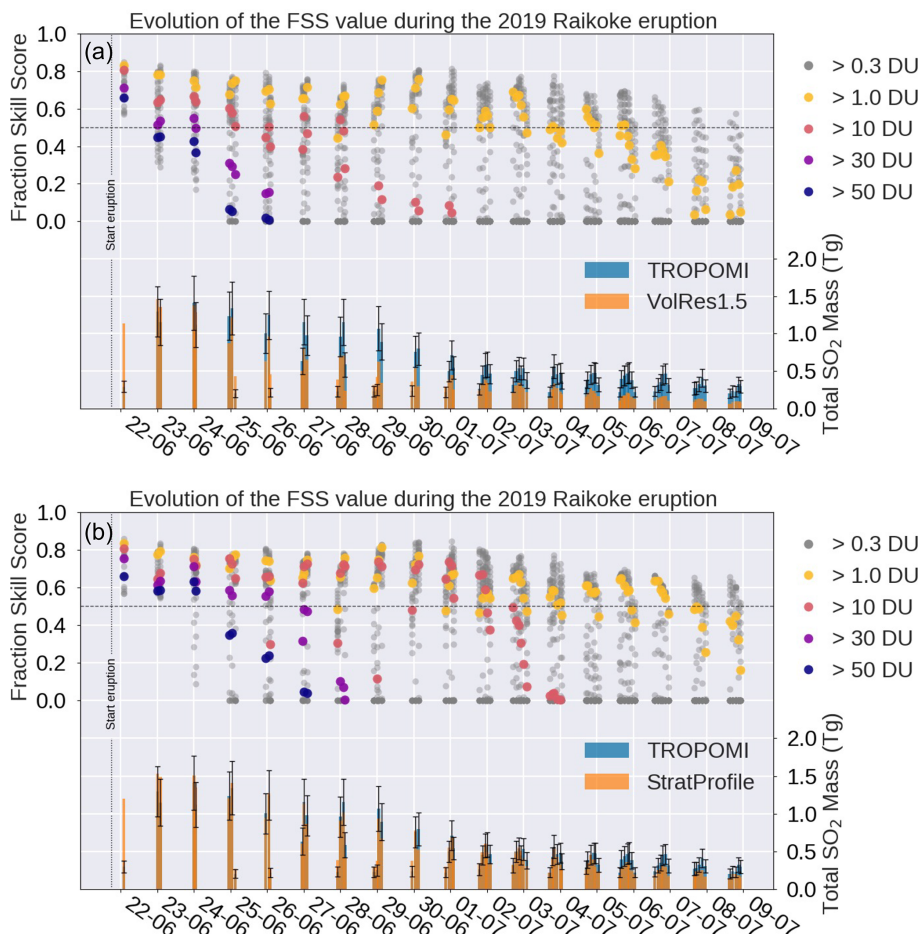 Evolution of the FSS value during the 2019 Raikoke eruption
(a)
1.0
0.8
0.6
0.4
0.2
0.0
Fraction Skill Score
Start eruption
> 0.3 DU
> 1.0 DU
> 10 DU
> 30 DU
> 50 DU
TROPOMI
VolRes1.5
2.0
1.5
1.0
0.5
0.0
Total SO₂ Mass (Tg)
22-06
23-06
24-06
25-06
26-06
27-06
28-06
29-06
30-06
01-07
02-07
03-07
04-07
05-07
06-07
07-07
08-07
09-07
Evolution of the FSS value during the 2019 Raikoke eruption
(b)
1.0
0.8
0.6
0.4
0.2
0.0
Fraction Skill Score
Start eruption
> 0.3 DU
> 1.0 DU
> 10 DU
> 30 DU
> 50 DU
TROPOMI
StratProfile
2.0
1.5
1.0
0.5
0.0
Total SO₂ Mass (Tg)
22-06
23-06
24-06
25-06
26-06
27-06
28-06
29-06
30-06
01-07
02-07
03-07
04-07
05-07
06-07
07-07
08-07
09-07